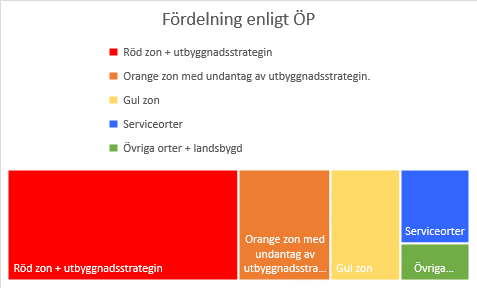 Fördelning enligt ÖP
Röd zon + utbyggnadsstrategin
Orange zon med undantag av utbyggnadsstrategin.
Gul zon
Serviceorter
Övriga orter + landsbygd
Röd zon + utbyggnadsstrategin
Orange zon med
undantag av
utbyggnadsstra...
Gul zon
Serviceorter
Övriga...